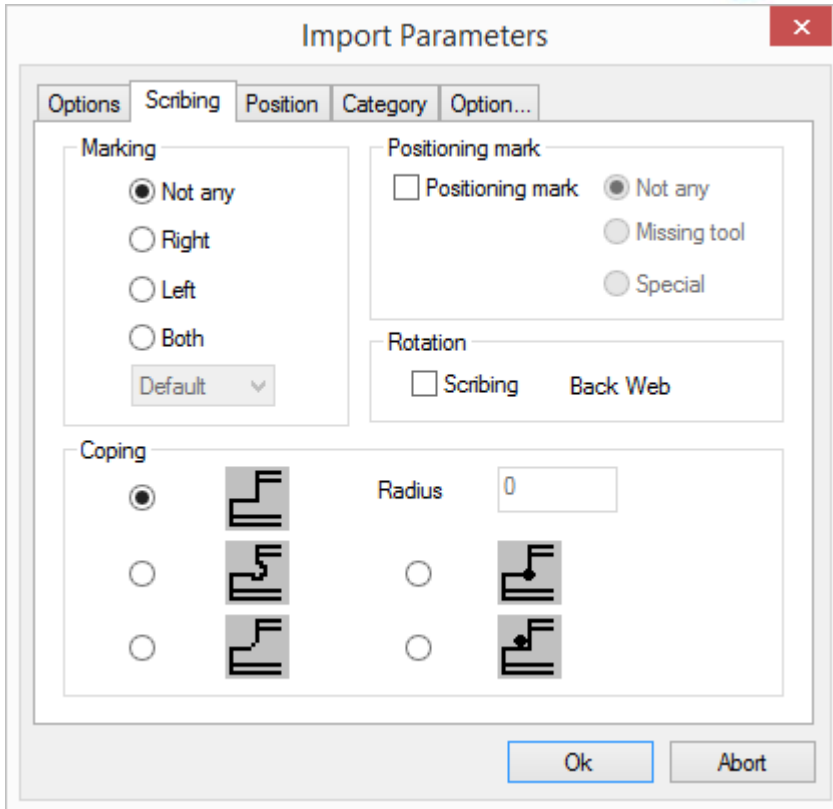 Import Parameters
Options Scribing Position Category Option...
Marking
Not any
Right
Left
Both
Default
Positioning mark
Positioning mark Not any
Missing tool
Special
Rotation
Scribing Back Web
Coping
Radius 0
Ok Abort